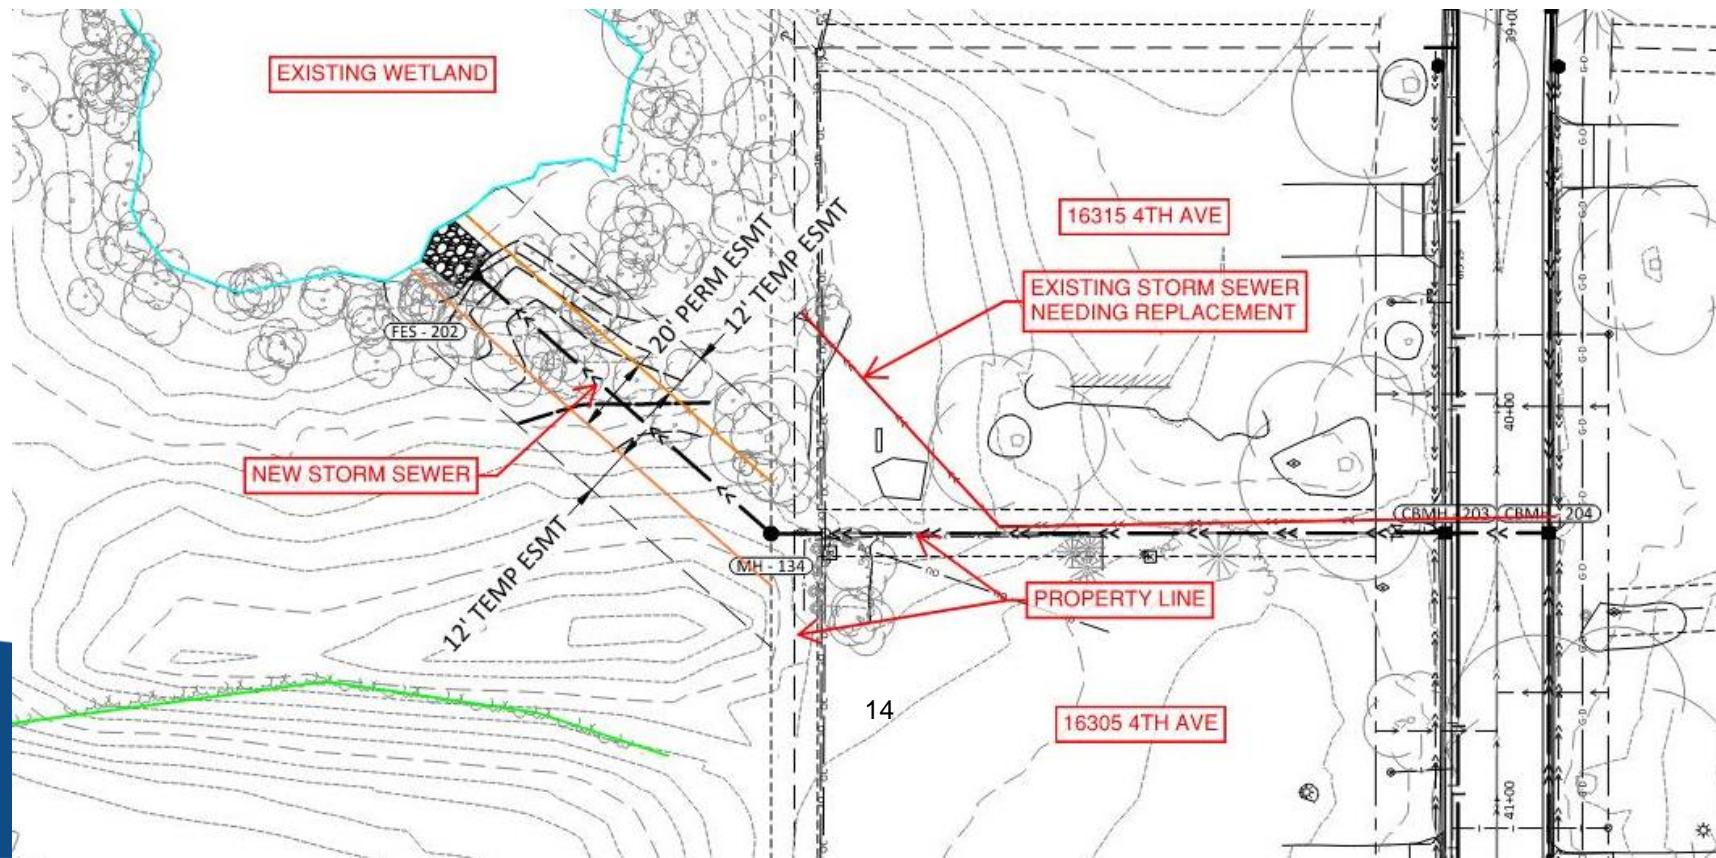 39+00
EXISTING WETLAND
16315 4TH AVE
20' PERM ESMT
12' TEMP ESMT
EXISTING STORM SEWER
NEEDING REPLACEMENT
FES - 202
40+00
NEW STORM SEWER
CBMH - 203
204
MH - 134
12' TEMP ESMT
PROPERTY LINE
14
16305 4TH AVE
41+00